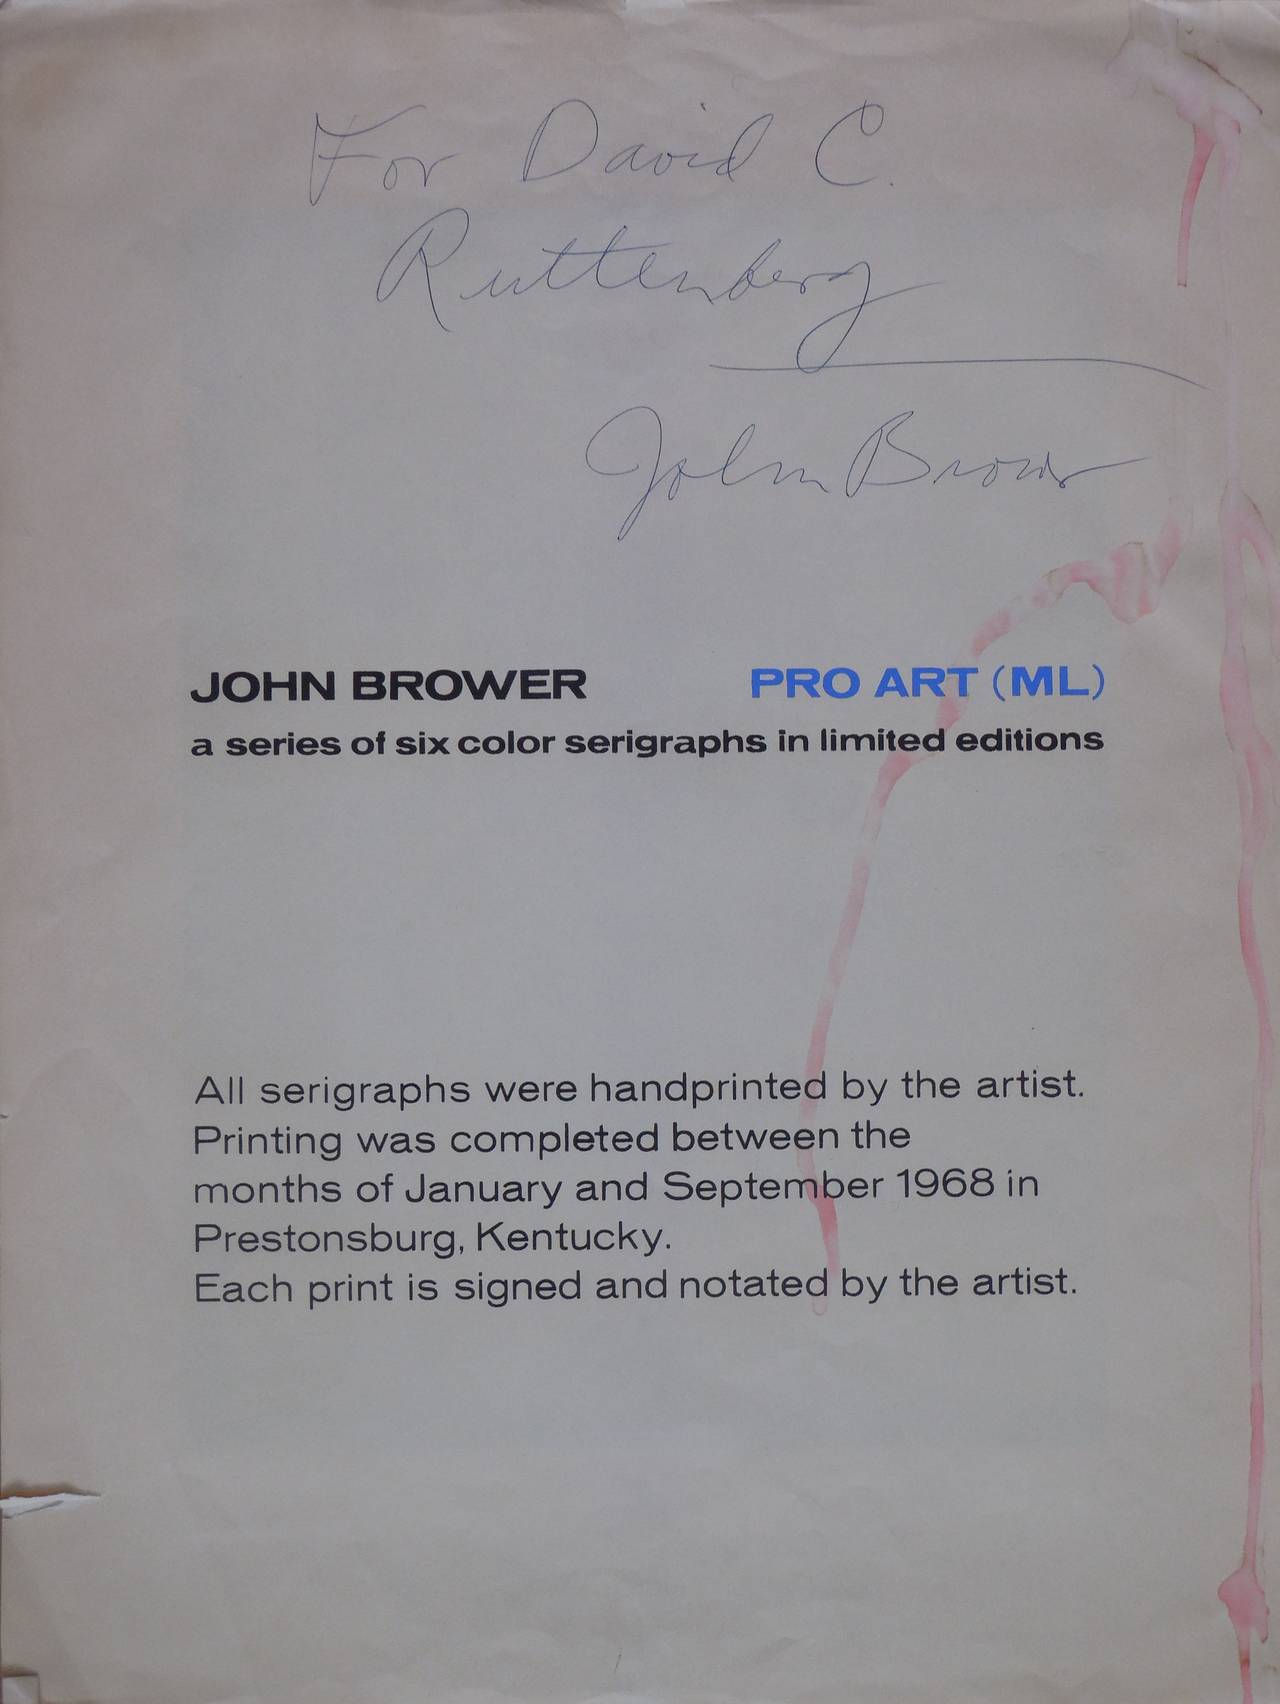 For David C.
Ruttenberg
John Brower
JOHN BROWER PRO ART (ML)
a series of six color serigraphs in limited editions
All serigraphs were handprinted by the artist.
Printing was completed between the
months of January and September 1968 in
Prestonsburg, Kentucky.
Each print is signed and notated by the artist.